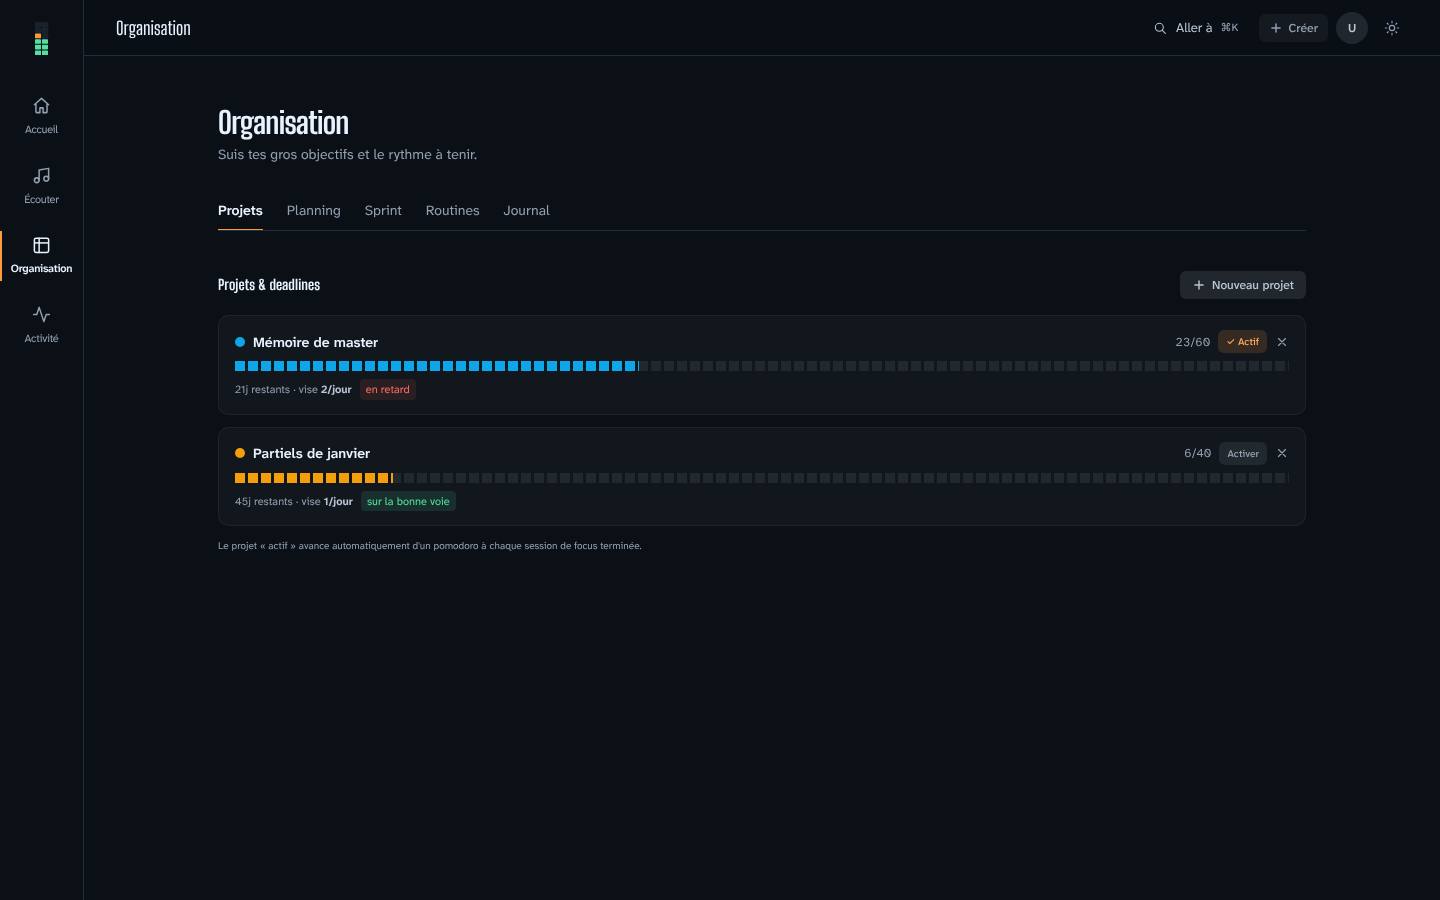 Organisation
Aller à ⌘K
+ Créer
U
Accueil
Écouter
Organisation
Activité
Organisation
Suis tes gros objectifs et le rythme à tenir.
Projets Planning Sprint Routines Journal
Projets & deadlines
+ Nouveau projet
Mémoire de master 23/60 ✓ Actif ×
21j restants · vise 2/jour en retard
Partiels de janvier 6/40 Activer ×
45j restants · vise 1/jour sur la bonne voie
Le projet « actif » avance automatiquement d'un pomodoro à chaque session de focus terminée.